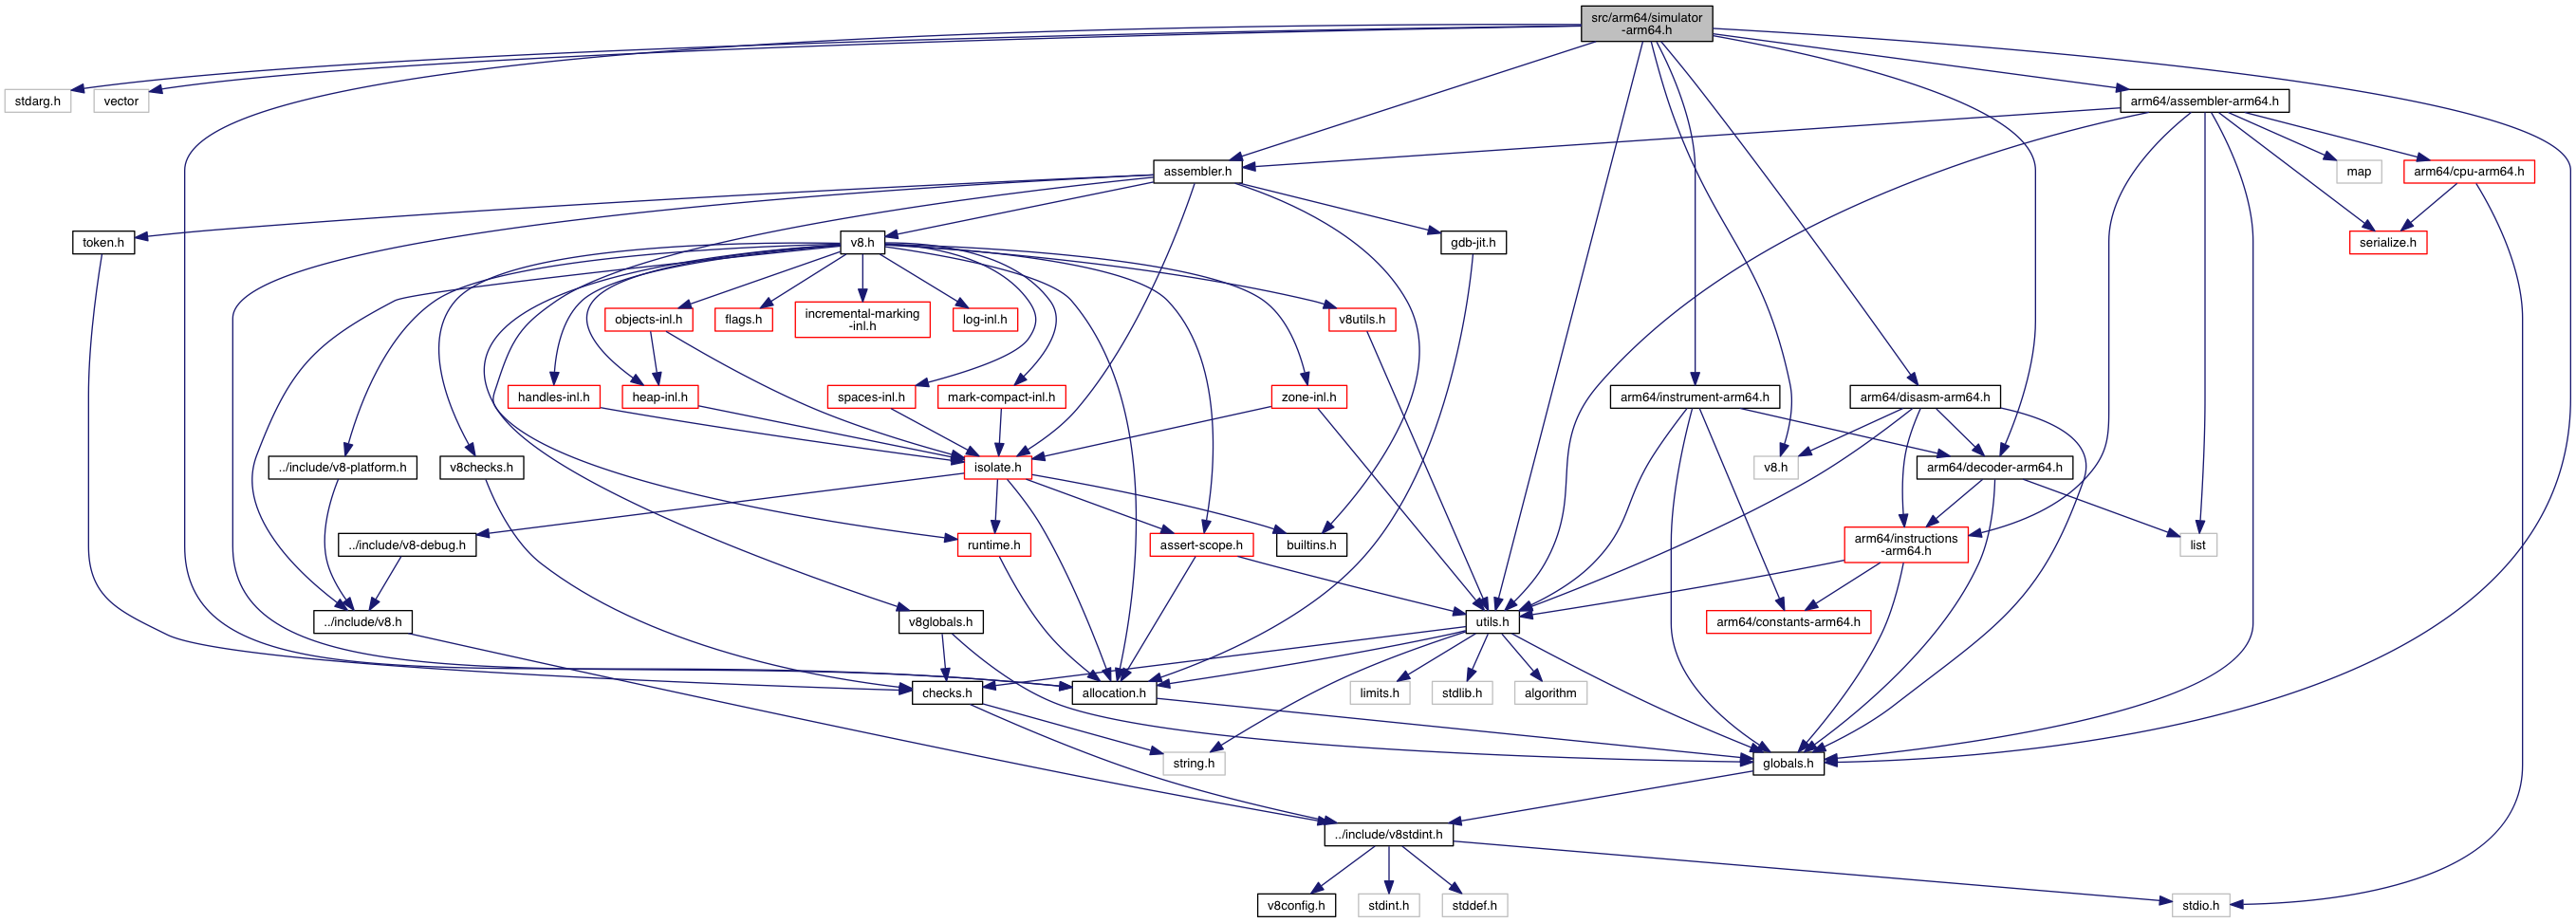 src/arm64/simulator
-arm64.h
stdarg.h
vector
arm64/assembler-arm64.h
assembler.h
map
arm64/cpu-arm64.h
token.h
v8.h
gdb-jit.h
serialize.h
objects-inl.h
flags.h
incremental-marking
-inl.h
log-inl.h
v8utils.h
handles-inl.h
heap-inl.h
spaces-inl.h
mark-compact-inl.h
zone-inl.h
arm64/instrument-arm64.h
arm64/disasm-arm64.h
../include/v8-platform.h
v8checks.h
isolate.h
v8.h
arm64/decoder-arm64.h
../include/v8-debug.h
runtime.h
assert-scope.h
builtins.h
arm64/instructions
-arm64.h
list
../include/v8.h
v8globals.h
utils.h
arm64/constants-arm64.h
checks.h
allocation.h
limits.h
stdlib.h
algorithm
string.h
globals.h
../include/v8stdint.h
v8config.h
stdint.h
stddef.h
stdio.h